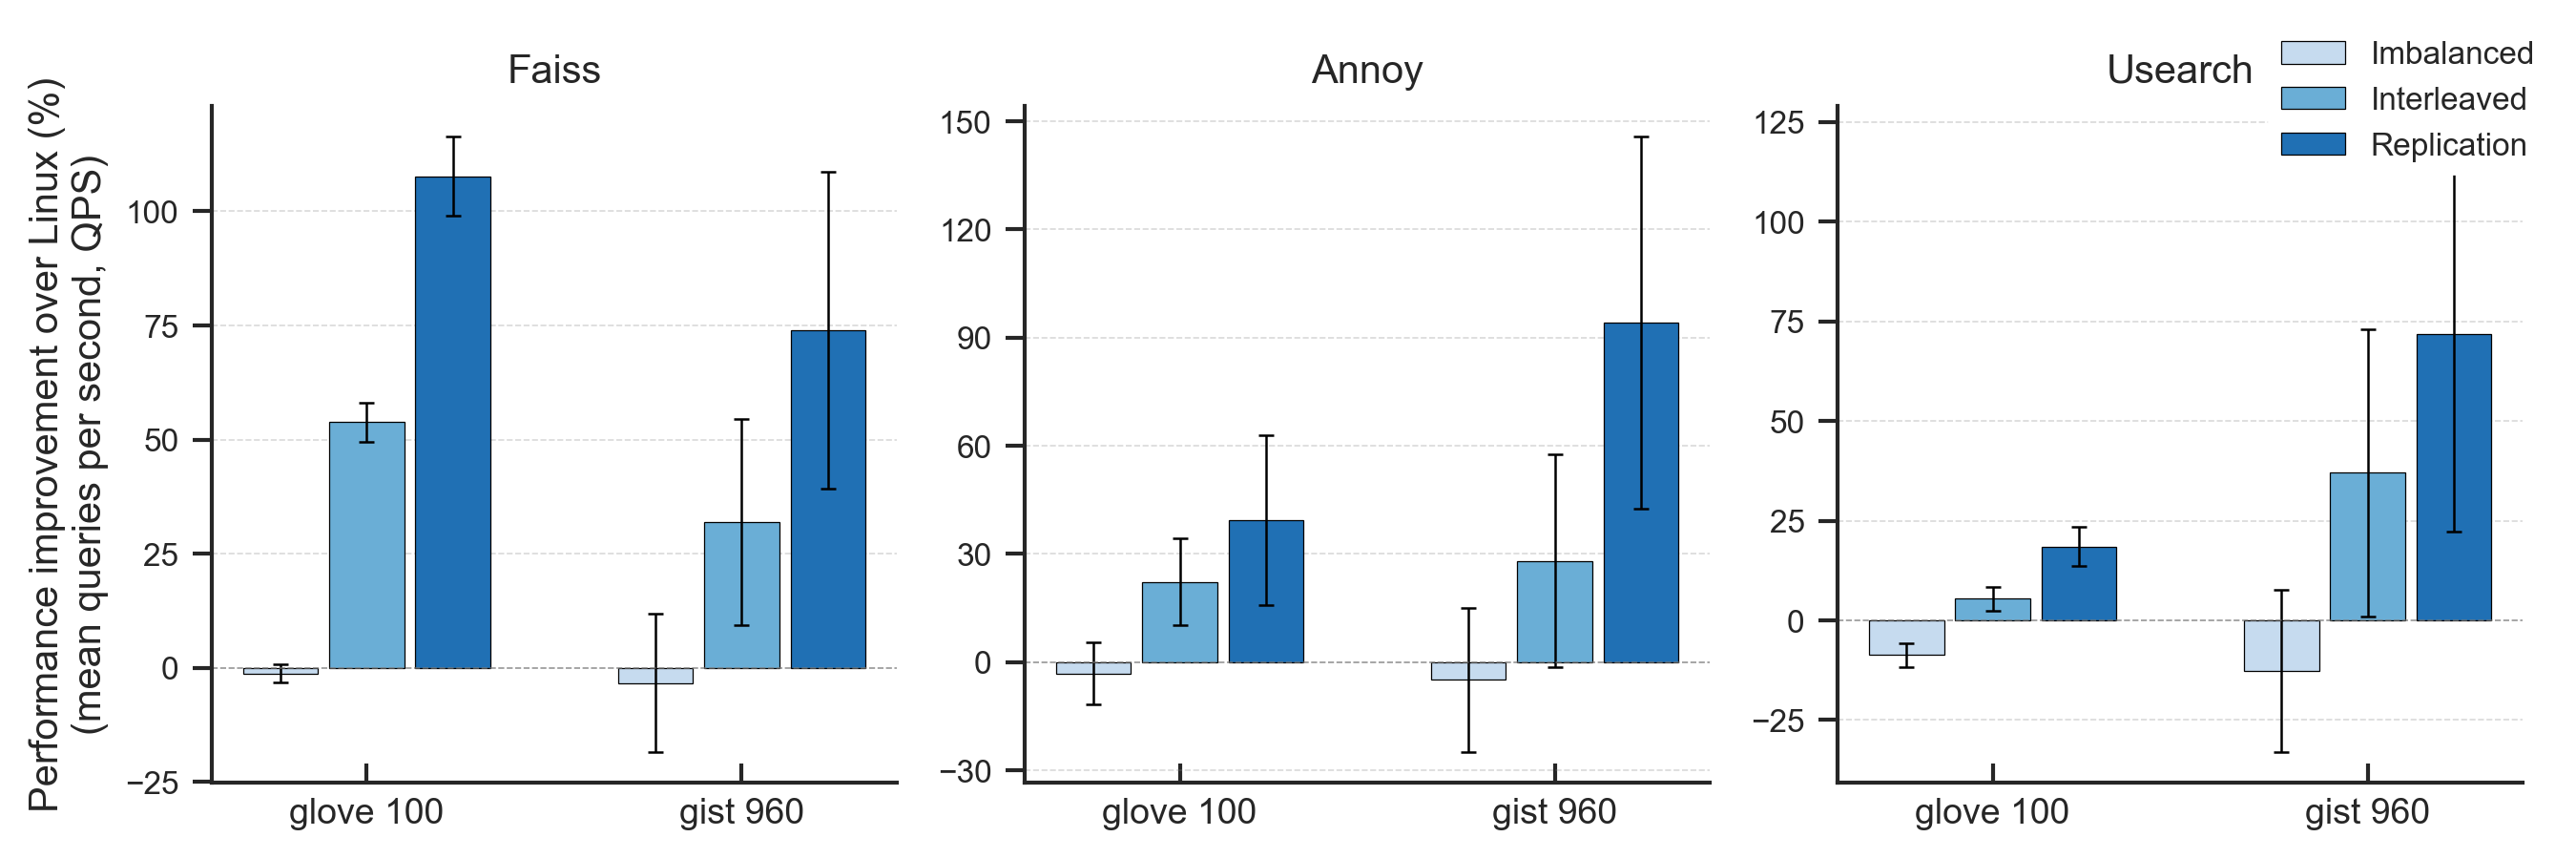 Performance improvement over Linux (%)
(mean queries per second, QPS)
Faiss
100
75
50
25
0
−25
glove 100
gist 960
Annoy
150
120
90
60
30
0
−30
glove 100
gist 960
Usearch
125
100
75
50
25
0
−25
glove 100
gist 960
Imbalanced
Interleaved
Replication